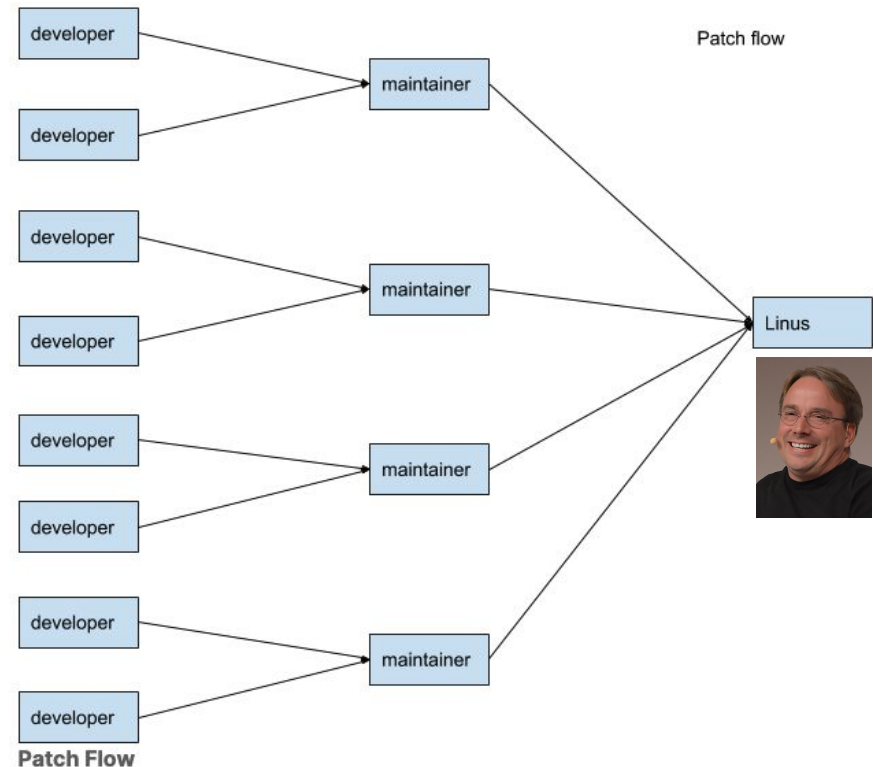 Patch flow
developer
developer
developer
developer
developer
developer
developer
developer
maintainer
maintainer
maintainer
maintainer
Linus
Patch Flow